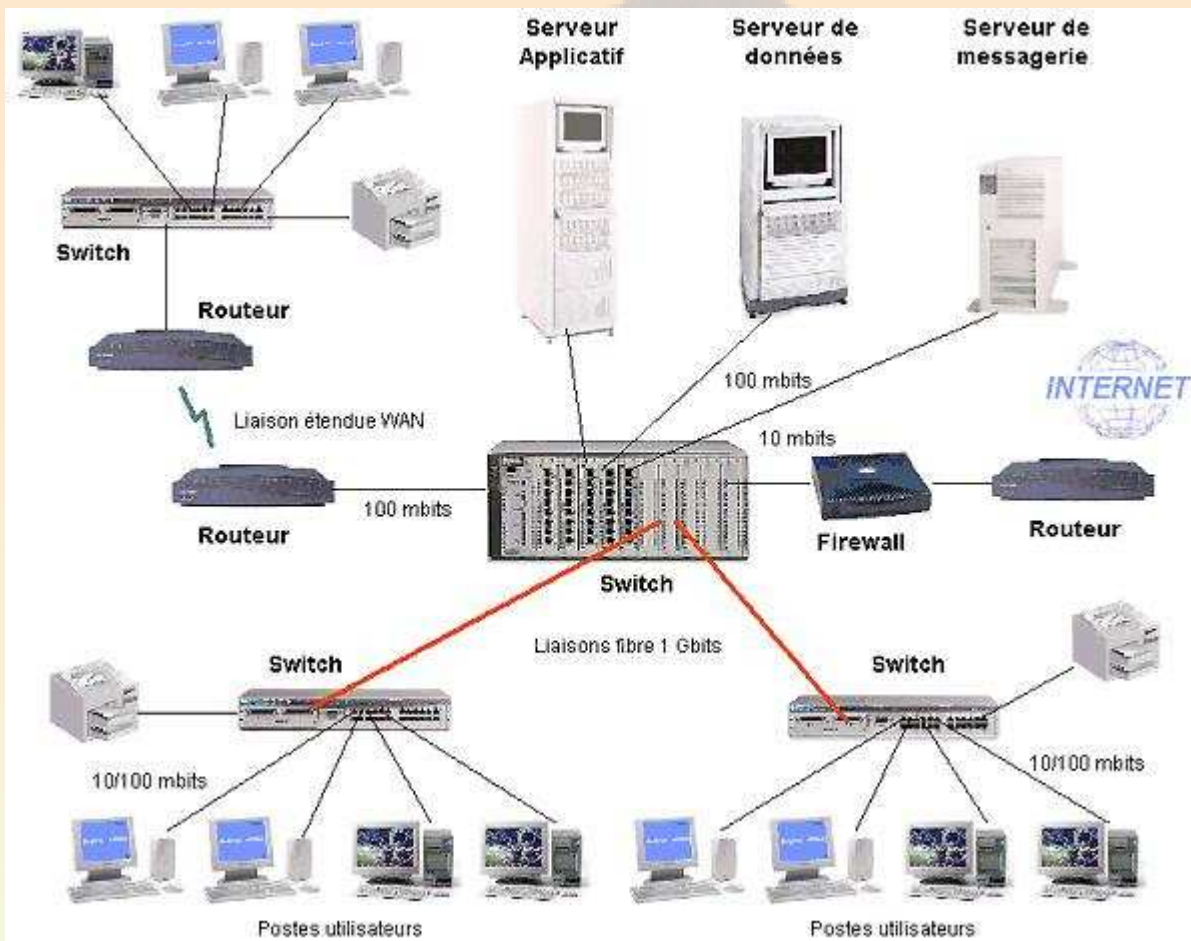 Serveur
Applicatif
Serveur de
données
Serveur de
messagerie
Switch
Routeur
100 mbits
INTERNET
Liaison étendue WAN
10 mbits
100 mbits
Routeur
Firewall
Routeur
Switch
Liaisons fibre 1 Gbits
Switch
Switch
10/100 mbits
10/100 mbits
Postes utilisateurs
Postes utilisateurs